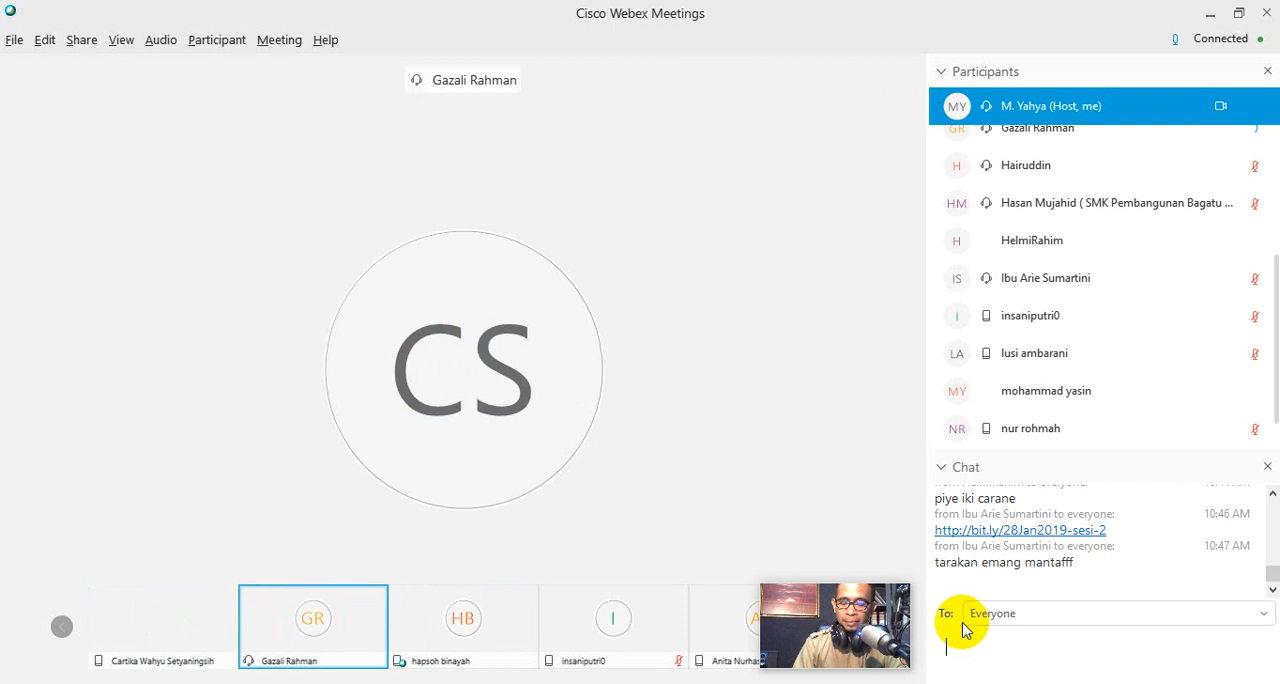 Cisco Webex Meetings
File Edit Share View Audio Participant Meeting Help
Connected
Gazali Rahman
CS
Cartika Wahyu Setyaningsih
GR
Gazali Rahman
HB
hapsoh binayah
I
insaniputri0
Anita Nurhas
Participants
MY M. Yahya (Host, me)
GR Gazali Rahman
H Hairuddin
HM Hasan Mujahid ( SMK Pembangunan Bagatu ...
H HelmiRahim
IS Ibu Arie Sumartini
I insaniputri0
LA lusi ambarani
MY mohammad yasin
NR nur rohmah
Chat
piye iki carane
from Ibu Arie Sumartini to everyone: 10:46 AM
http://bit.ly/28Jan2019-sesi-2
from Ibu Arie Sumartini to everyone: 10:47 AM
tarakan emang mantafff
To: Everyone